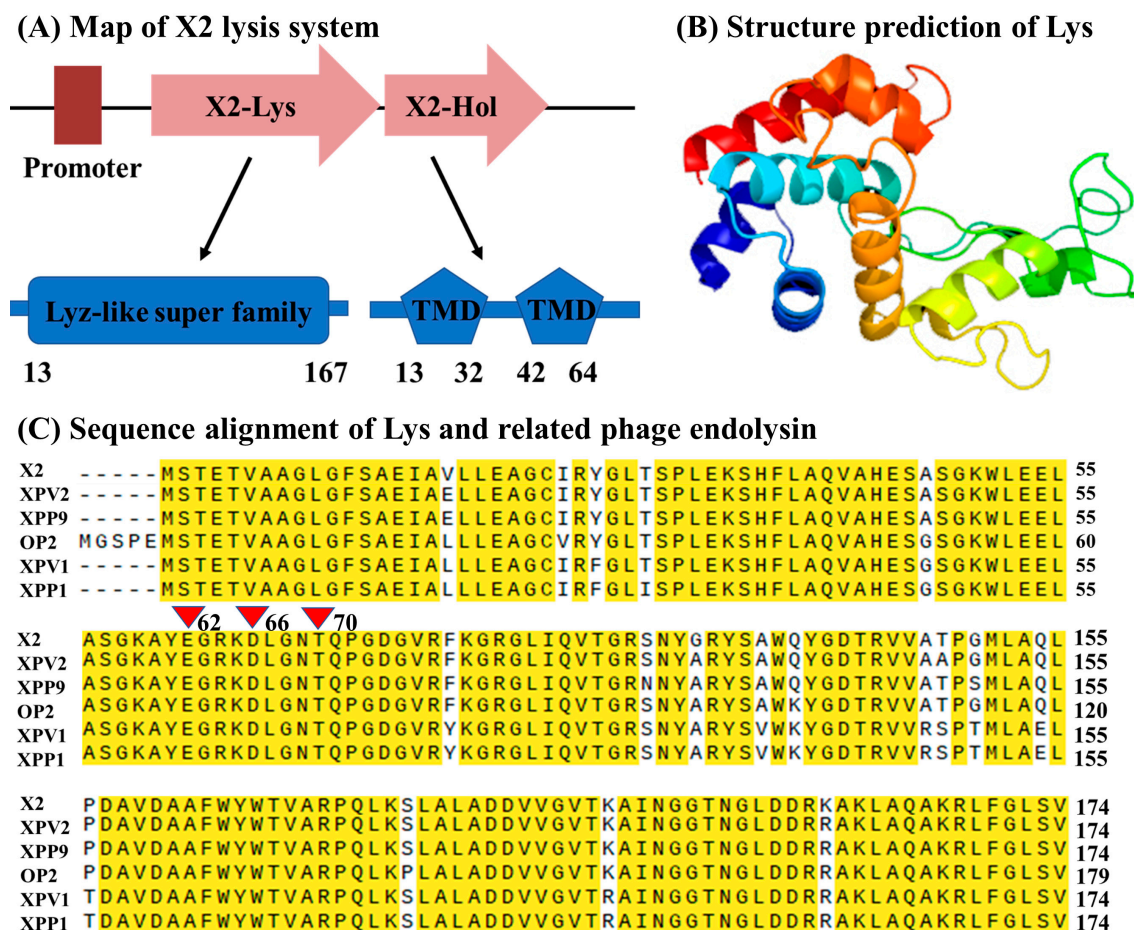 (A) Map of X2 lysis system
X2-Lys
X2-Hol
Promoter
Lyz-like super family
TMD
TMD
13
167
13
32
42
64
(B) Structure prediction of Lys
(C) Sequence alignment of Lys and related phage endolysin
X2 -----MSTETVAAGLGFSAEIAVLLEAGCIRYGLTSPLEKSHFLAQVAHESASGKWLEEL 55
XPV2 -----MSTETVAAGLGFSAEIAELLEAGCIRYGLTSPLEKSHFLAQVAHESASGKWLEEL 55
XPP9 -----MSTETVAAGLGFSAEIAELLEAGCIRYGLTSPLEKSHFLAQVAHESASGKWLEEL 55
OP2 MGSPEMSTETVAAGLGFSAEIALLLEAGCVRYGLTSPLEKSHFLAQVAHESGSGKWLEEL 60
XPV1 -----MSTETVAAGLGFSAEIALLLEAGCIRFGLTSPLEKSHFLAQVAHESGSGKWLEEL 55
XPP1 -----MSTETVAAGLGFSAEIALLLEAGCIRFGLISPLEKSHFLAQVAHESGSGKWLEEL 55
62 66 70
X2 ASGKAYEGRKDLGNTQPGDGVRFKGRGLIQVTGRSNYGRYSAWQYGDTRVVATPGMLAQL 155
XPV2 ASGKAYEGRKDLGNTQPGDGVRFKGRGLIQVTGRSNYARYSAWQYGDTRVVAAPGMLAQL 155
XPP9 ASGKAYEGRKDLGNTQPGDGVRFKGRGLIQVTGRNNYARYSAWQYGDTRVVATPSMLAQL 155
OP2 ASGKAYEGRKDLGNTQPGDGVRFKGRGLIQVTGRSNYARYSAWKYGDTRVVATPGMLAQL 120
XPV1 ASGKAYEGRKDLGNTQPGDGVRYKGRGLIQVTGRSNYARYSVWKYGDTRVVRSPTMLAEL 155
XPP1 ASGKAYEGRKDLGNTQPGDGVRYKGRGLIQVTGRSNYARYSVWKYGDTRVVRSPTMLAEL 155
X2 PDAVDAAFWYWTVARPQLKSLALADDVVGVTKAINGGTNGLDDRKAKLAQAKRLFGLSV 174
XPV2 PDAVDAAFWYWTVARPQLKSLALADDVVGVTKAINGGTNGLDDRRAKLAQAKRLFGLSV 174
XPP9 PDAVDAAFWYWTVARPQLKSLALADDVVGVTKAINGGTNGLDDRRAKLAQAKRLFGLSV 174
OP2 PDAVDAAFWYWTVARPQLKPLALADDVVGVTKAINGGTNGLDDRRAKLAQAKRLFGLSV 179
XPV1 TDAVDAAFWYWTVARPQLKSLALADDVVGVTRAINGGTNGLDDRRAKLAQAKRLFGLSV 174
XPP1 TDAVDAAFWYWTVARPQLKSLALADDVVGVTRAINGGTNGLDDRRAKLAQAKRLFGLSV 174